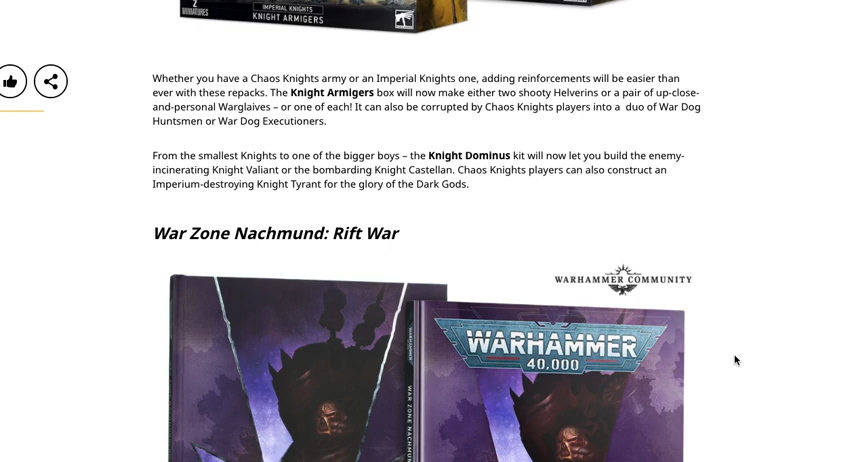 2
MINIATURES
IMPERIAL KNIGHTS
KNIGHT ARMIGERS
Whether you have a Chaos Knights army or an Imperial Knights one, adding reinforcements will be easier than
ever with these repacks. The Knight Armigers box will now make either two shooty Helverins or a pair of up-close-
and-personal Warglaives – or one of each! It can also be corrupted by Chaos Knights players into a  duo of War Dog
Huntsmen or War Dog Executioners.
From the smallest Knights to one of the bigger boys – the Knight Dominus kit will now let you build the enemy-
incinerating Knight Valiant or the bombarding Knight Castellan. Chaos Knights players can also construct an
Imperium-destroying Knight Tyrant for the glory of the Dark Gods.
War Zone Nachmund: Rift War
WARHAMMER COMMUNITY
WARHAMMER
40,000
WAR ZONE NACHMUN